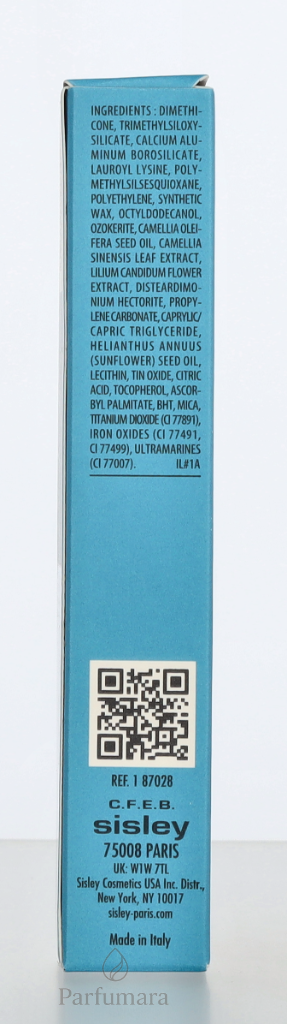 INGREDIENTS : DIMETHI-
CONE, TRIMETHYLSILOXY-
SILICATE, CALCIUM ALU-
MINUM BOROSILICATE,
LAUROYL LYSINE, POLY-
METHYLSILSESQUIOXANE,
POLYETHYLENE, SYNTHETIC
WAX, OCTYLDODECANOL,
OZOKERITE, CAMELLIA OLEI-
FERA SEED OIL, CAMELLIA
SINENSIS LEAF EXTRACT,
LILIUM CANDIDUM FLOWER
EXTRACT, DISTEARDIMO-
NIUM HECTORITE, PROPY-
LENE CARBONATE, CAPRYLIC/
CAPRIC TRIGLYCERIDE,
HELIANTHUS ANNUUS
(SUNFLOWER) SEED OIL,
LECITHIN, TIN OXIDE, CITRIC
ACID, TOCOPHEROL, ASCOR-
BYL PALMITATE, BHT, MICA,
TITANIUM DIOXIDE (CI 77891),
IRON OXIDES (CI 77491,
CI 77499), ULTRAMARINES
(CI 77007). IL#1A
REF. 1 87028
C.F.E.B.
sisley
75008 PARIS
UK: W1W 7TL
Sisley Cosmetics USA Inc. Distr.,
New York, NY 10017
sisley-paris.com
Made in Italy
Parfumara